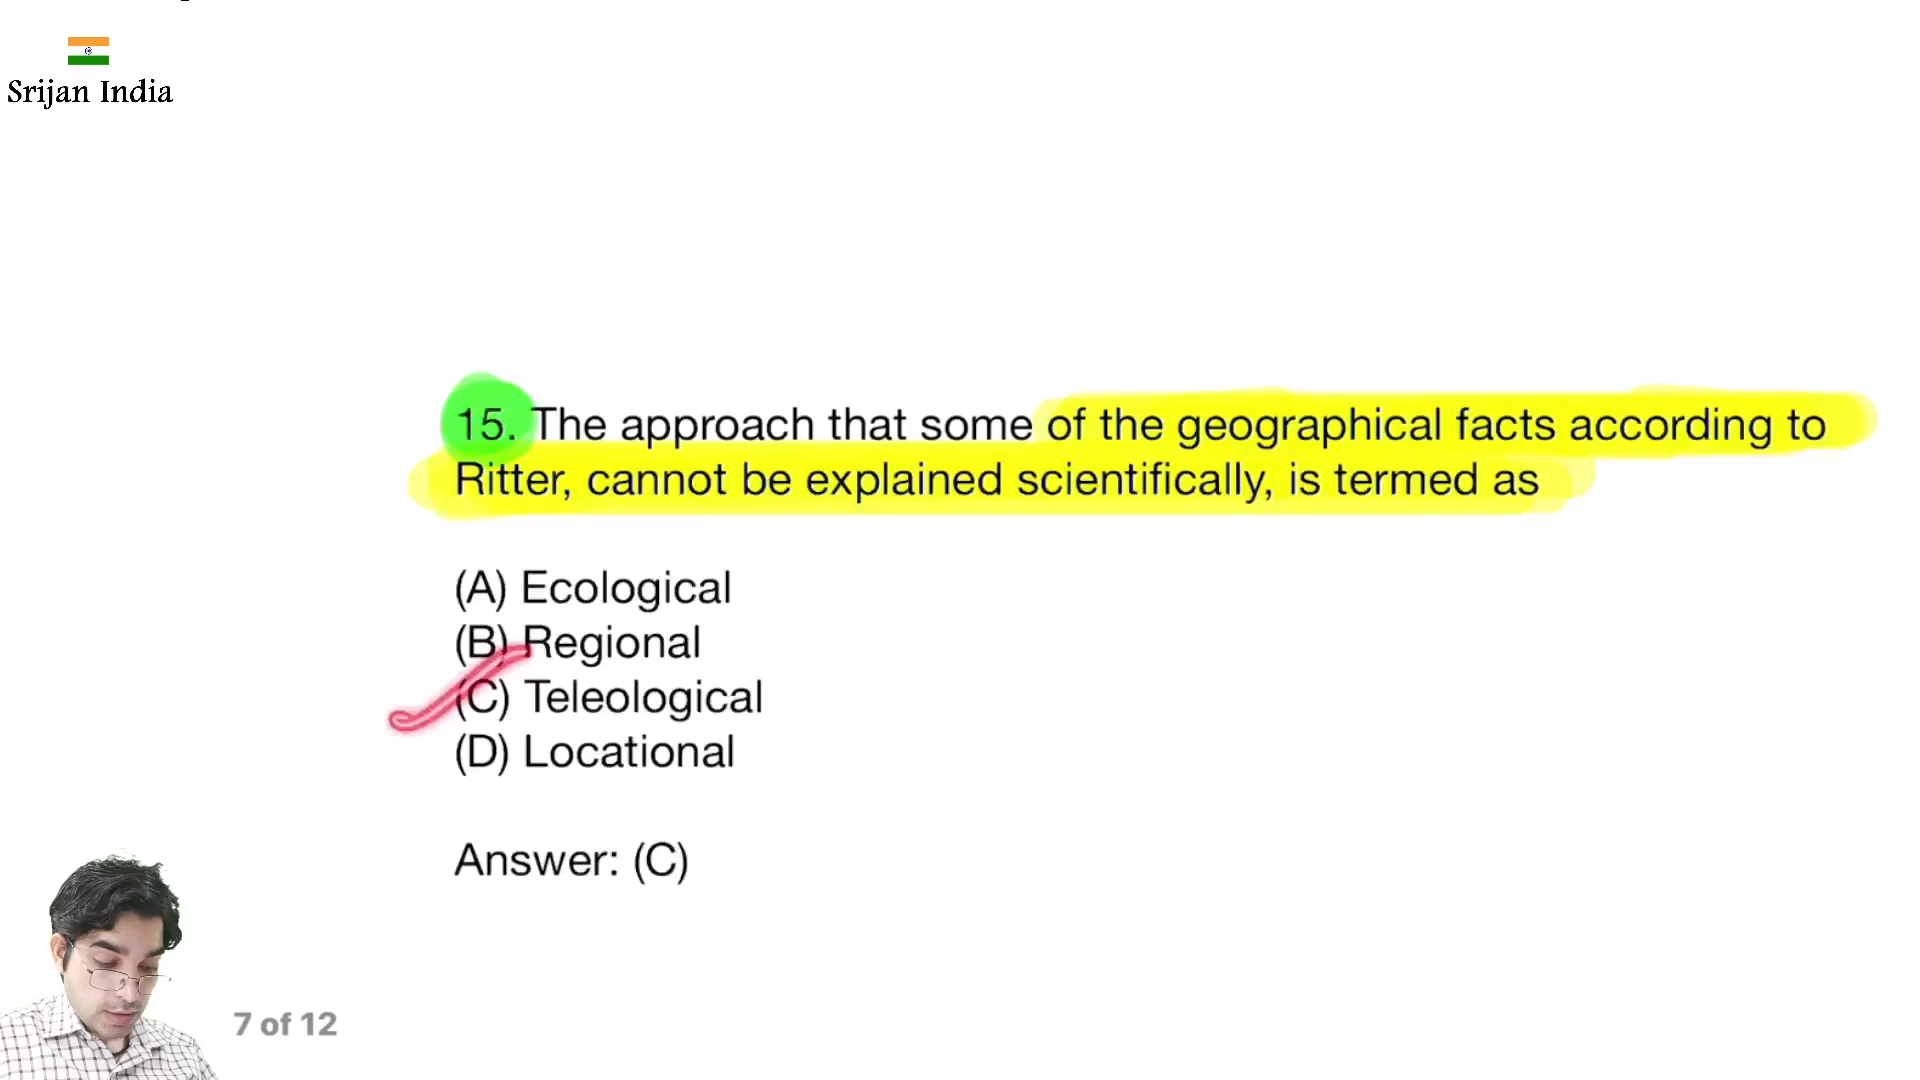 Srijan India
15. The approach that some of the geographical facts according to
Ritter, cannot be explained scientifically, is termed as
(A) Ecological
(B) Regional
(C) Teleological
(D) Locational
Answer: (C)
7 of 12